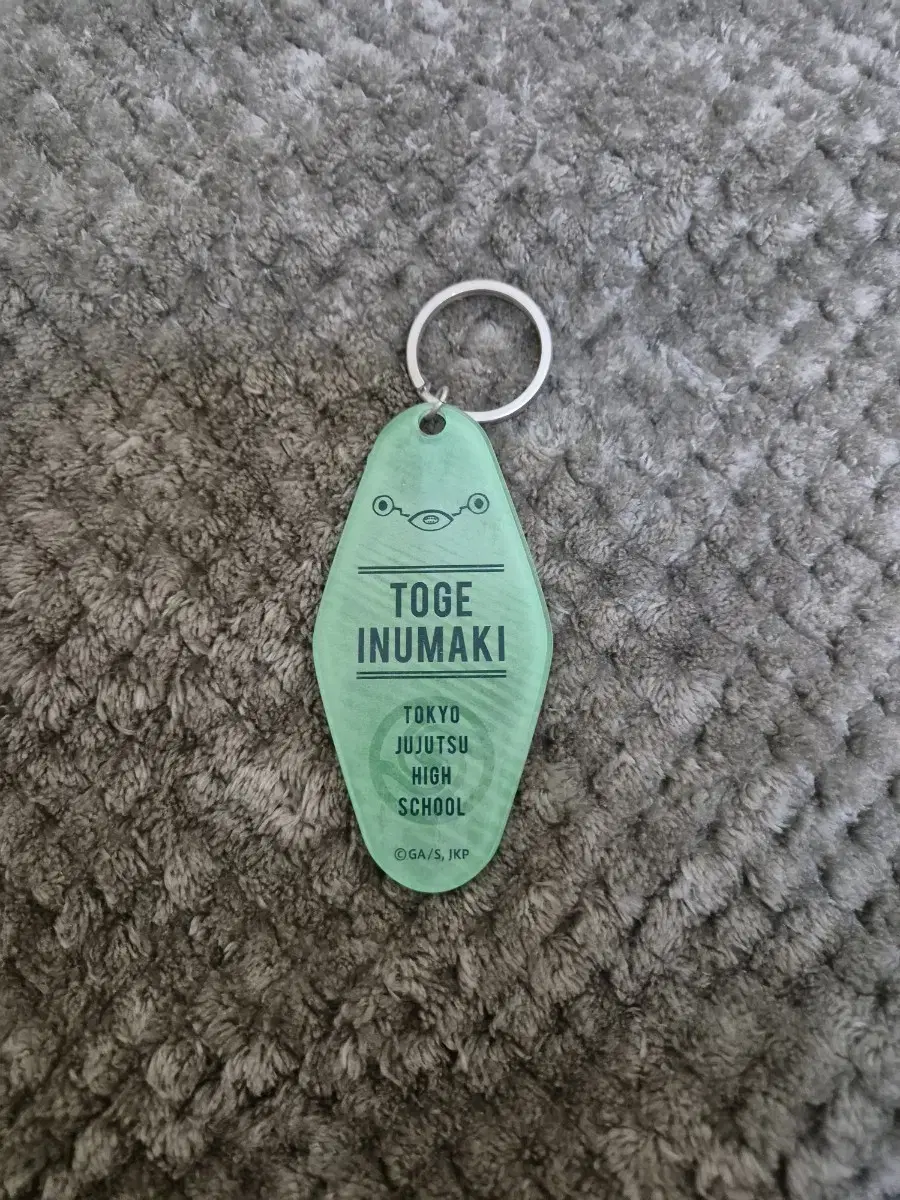 TOGE
INUMAKI
TOKYO
JUJUTSU
HIGH
SCHOOL
©GA/S, JKP